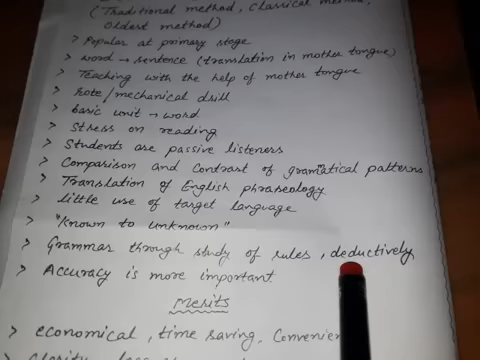 (Traditional method, Classical method,
Oldest method)
> Popular at primary stage
> word → sentence (translation in mother tongue)
> Teaching with the help of mother tongue
> Rote/mechanical drill
> basic unit → word
> Stress on reading
> Students are passive listeners
> Comparison and contrast of gramatical patterns
> Translation of English phraseology
> little use of target language
> "Known to unknown"
> Grammar through study of rules, deductively
> Accuracy is more important
Merits
> economical, time saving, Convenien